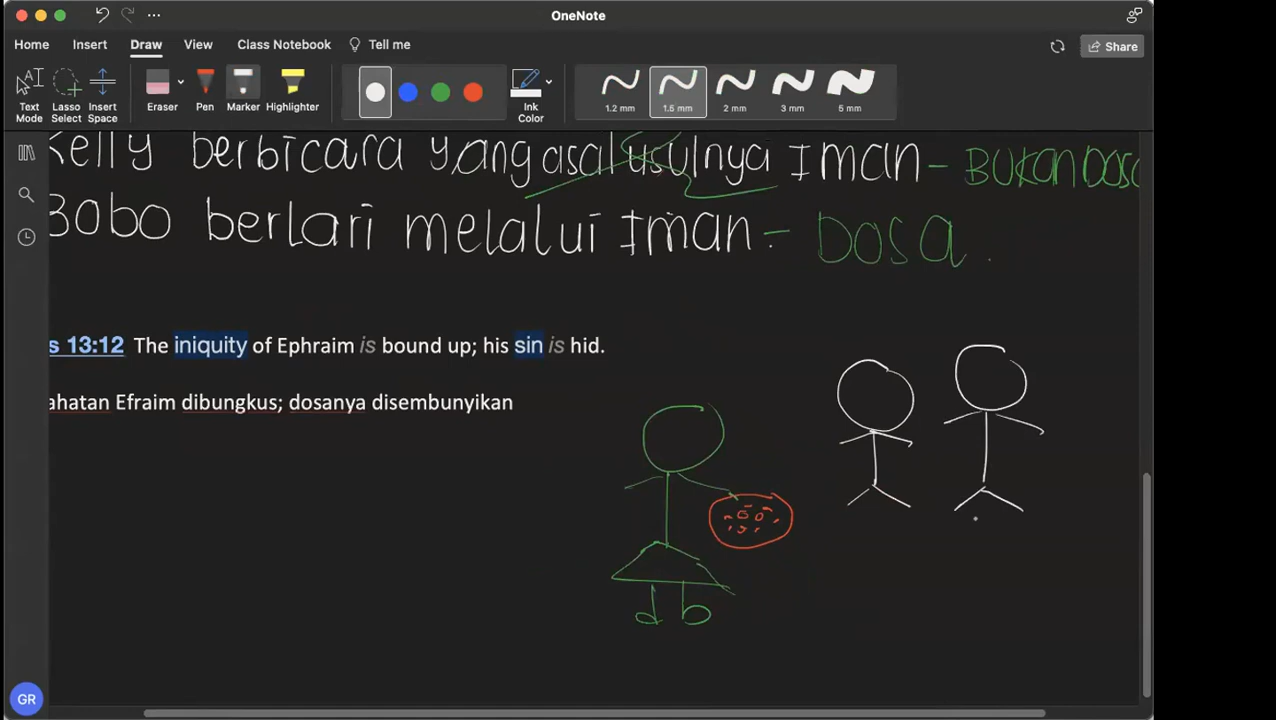 OneNote
Home Insert Draw View Class Notebook Tell me
Share
Text Mode Lasso Select Insert Space Eraser Pen Marker Highlighter Ink Color 1.2 mm 1.5 mm 2 mm 3 mm 5 mm
Kelly berbicara yang asal usulnya Iman - BUKAN DOSA
Bobo berlari melalui Iman - DOSA.
s 13:12 The iniquity of Ephraim is bound up; his sin is hid.
ahatan Efraim dibungkus; dosanya disembunyikan
GR